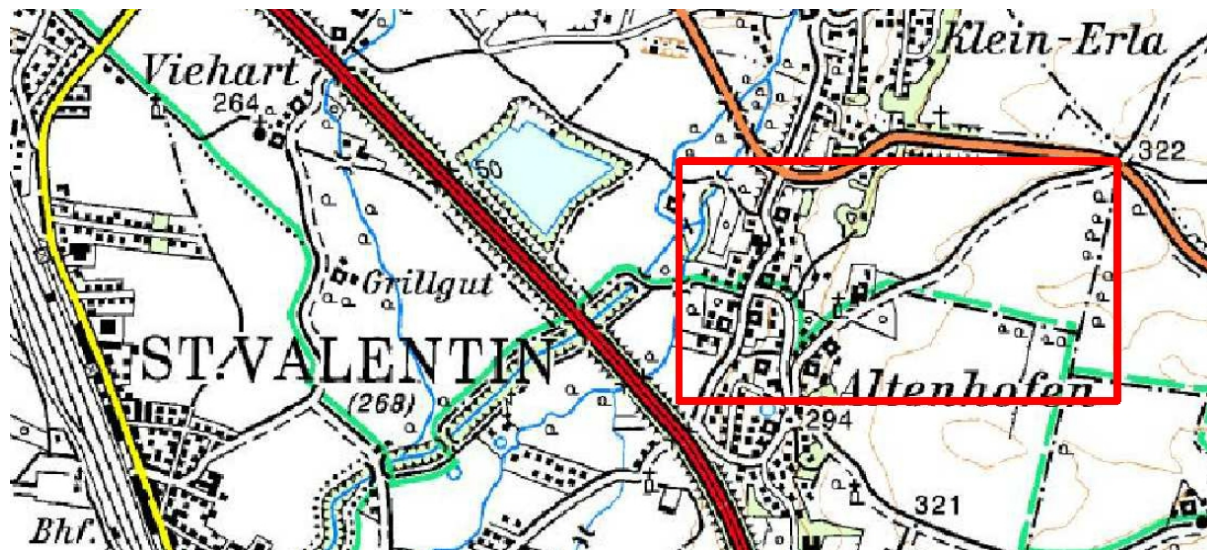 Klein-Erla
Viehart
264
322
50
Grillgut
ST. VALENTIN
(268)
Altenhofen
294
321
Bhf.